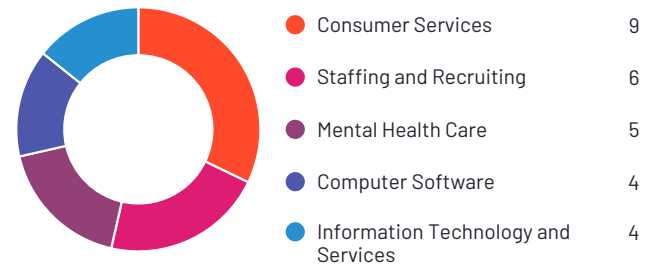 Consumer Services 9
Staffing and Recruiting 6
Mental Health Care 5
Computer Software 4
Information Technology and 4
Services